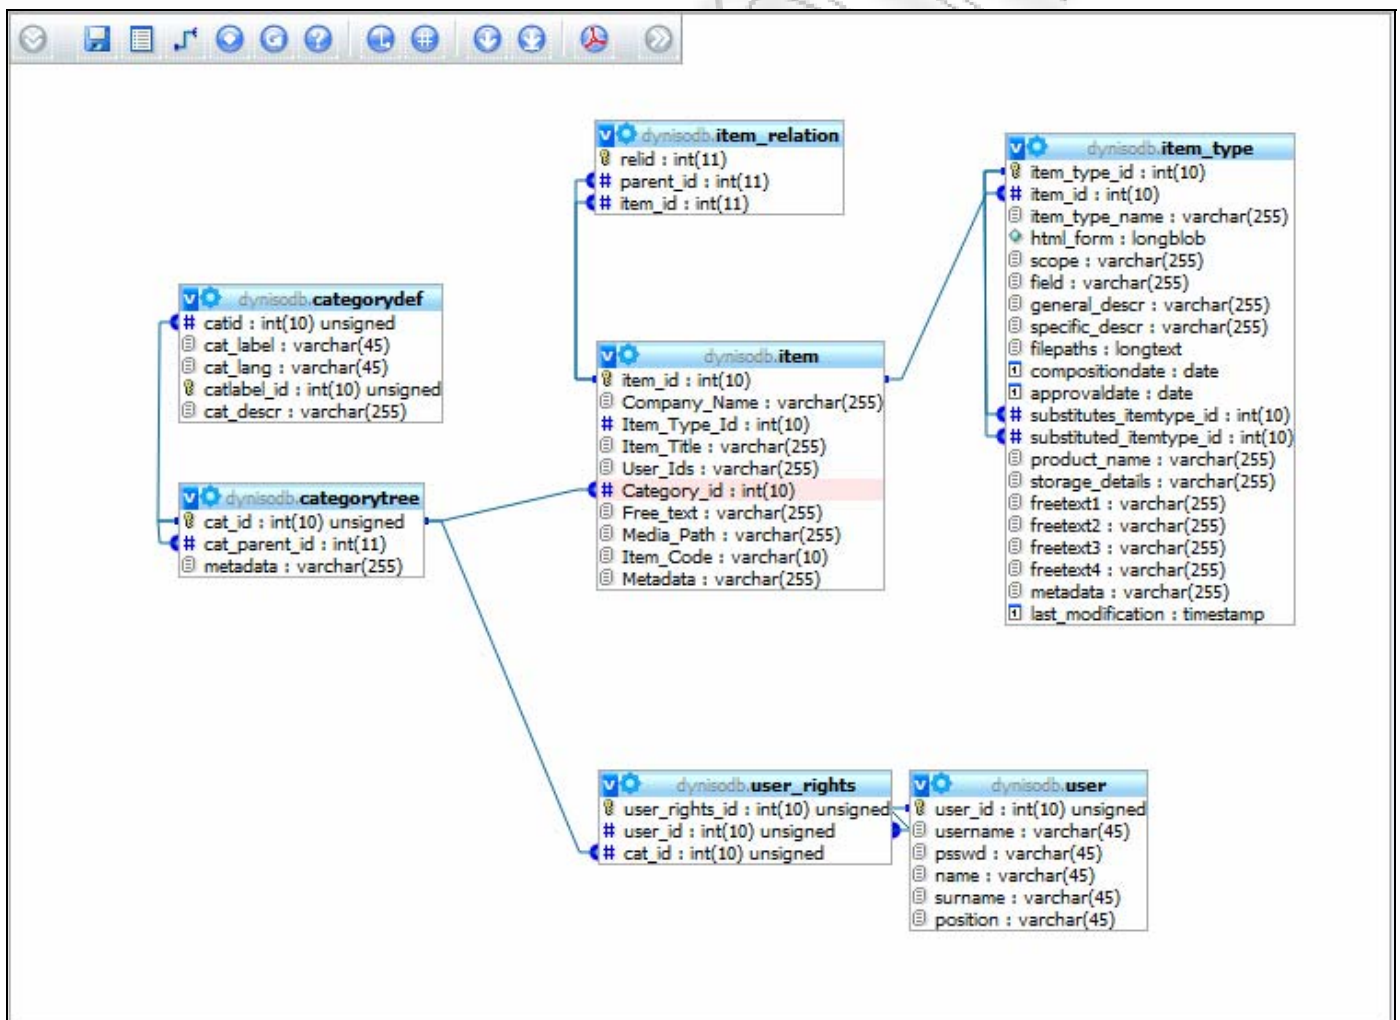 dynisodb.item_relation
relid : int(11)
parent_id : int(11)
item_id : int(11)
dynisodb.item_type
item_type_id : int(10)
item_id : int(10)
item_type_name : varchar(255)
html_form : longblob
scope : varchar(255)
field : varchar(255)
general_descr : varchar(255)
specific_descr : varchar(255)
filepaths : longtext
compositiondate : date
approvaldate : date
substitutes_itemtype_id : int(10)
substituted_itemtype_id : int(10)
product_name : varchar(255)
storage_details : varchar(255)
freetext1 : varchar(255)
freetext2 : varchar(255)
freetext3 : varchar(255)
freetext4 : varchar(255)
metadata : varchar(255)
last_modification : timestamp
dynisodb.categorydef
catid : int(10) unsigned
cat_label : varchar(45)
cat_lang : varchar(45)
catlabel_id : int(10) unsigned
cat_descr : varchar(255)
dynisodb.item
item_id : int(10)
Company_Name : varchar(255)
Item_Type_Id : int(10)
Item_Title : varchar(255)
User_Ids : varchar(255)
Category_id : int(10)
Free_text : varchar(255)
Media_Path : varchar(255)
Item_Code : varchar(10)
Metadata : varchar(255)
dynisodb.categorytree
cat_id : int(10) unsigned
cat_parent_id : int(11)
metadata : varchar(255)
dynisodb.user_rights
user_rights_id : int(10) unsigned
user_id : int(10) unsigned
cat_id : int(10) unsigned
dynisodb.user
user_id : int(10) unsigned
username : varchar(45)
psswd : varchar(45)
name : varchar(45)
surname : varchar(45)
position : varchar(45)